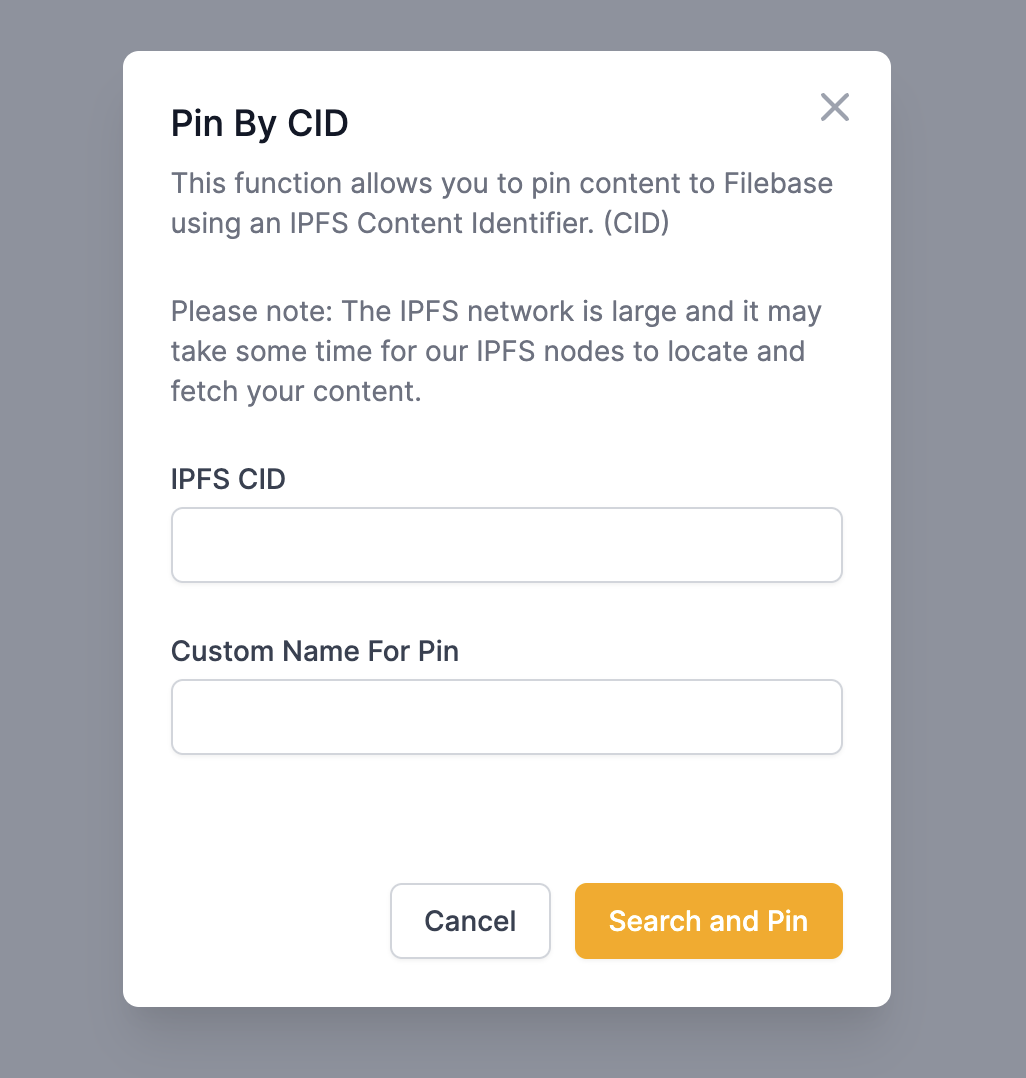 Pin By CID
This function allows you to pin content to Filebase
using an IPFS Content Identifier. (CID)
Please note: The IPFS network is large and it may
take some time for our IPFS nodes to locate and
fetch your content.
IPFS CID
Custom Name For Pin
Cancel
Search and Pin